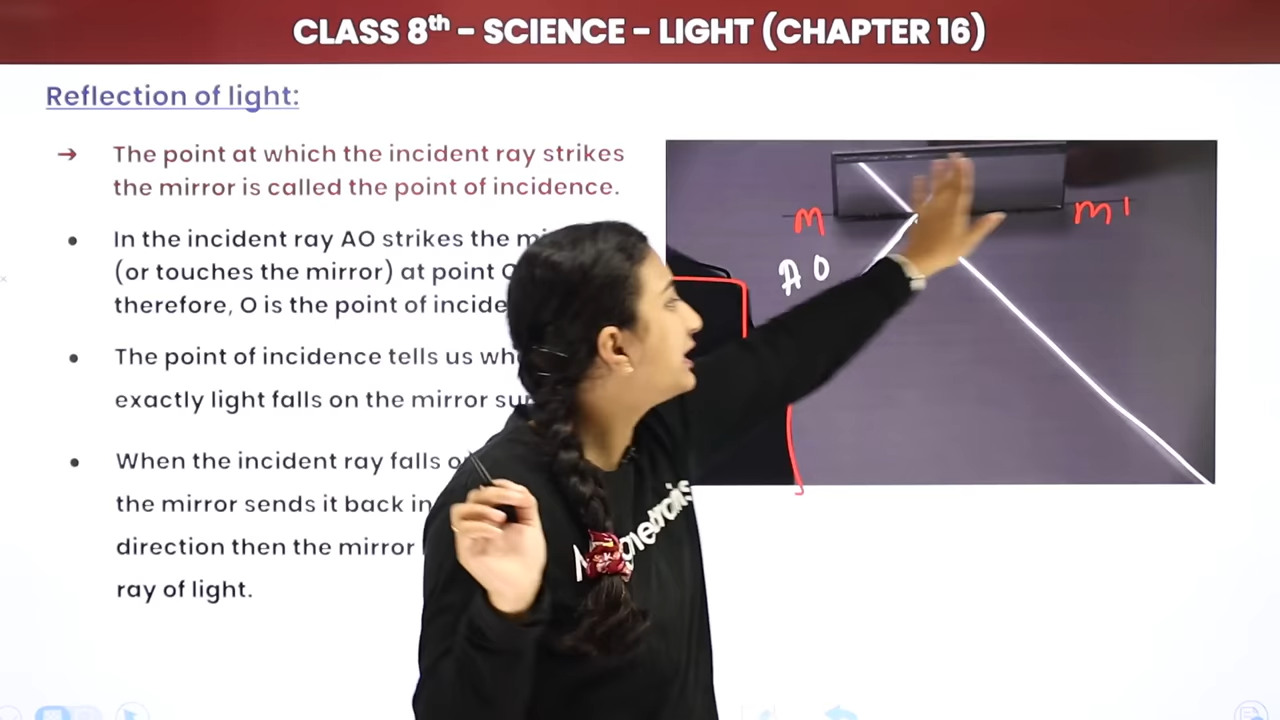 CLASS 8th - SCIENCE - LIGHT (CHAPTER 16)
Reflection of light:
→ The point at which the incident ray strikes
the mirror is called the point of incidence.
• In the incident ray AO strikes the
(or touches the mirror) at point
therefore, O is the point of
• The point of incidence tells us
exactly light falls on the mirror
• When the incident ray falls
the mirror sends it back in
direction then the mirror
ray of light.
M
M'
A O